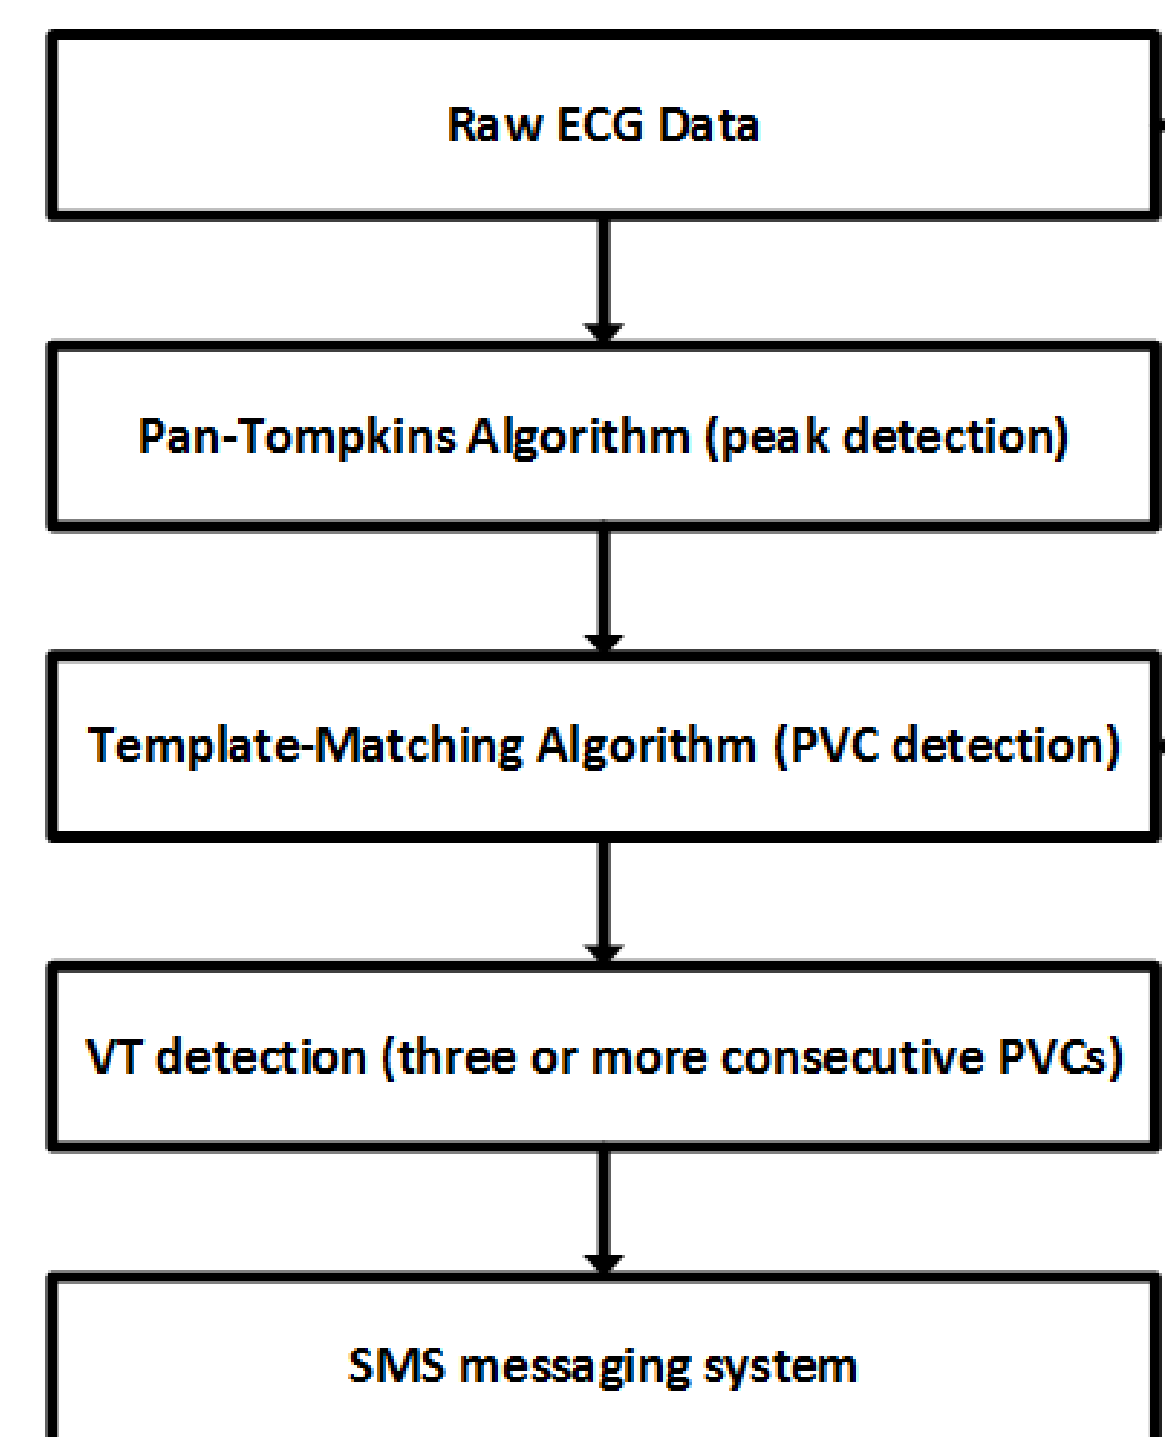 Raw ECG Data
Pan-Tompkins Algorithm (peak detection)
Template-Matching Algorithm (PVC detection)
VT detection (three or more consecutive PVCs)
SMS messaging system